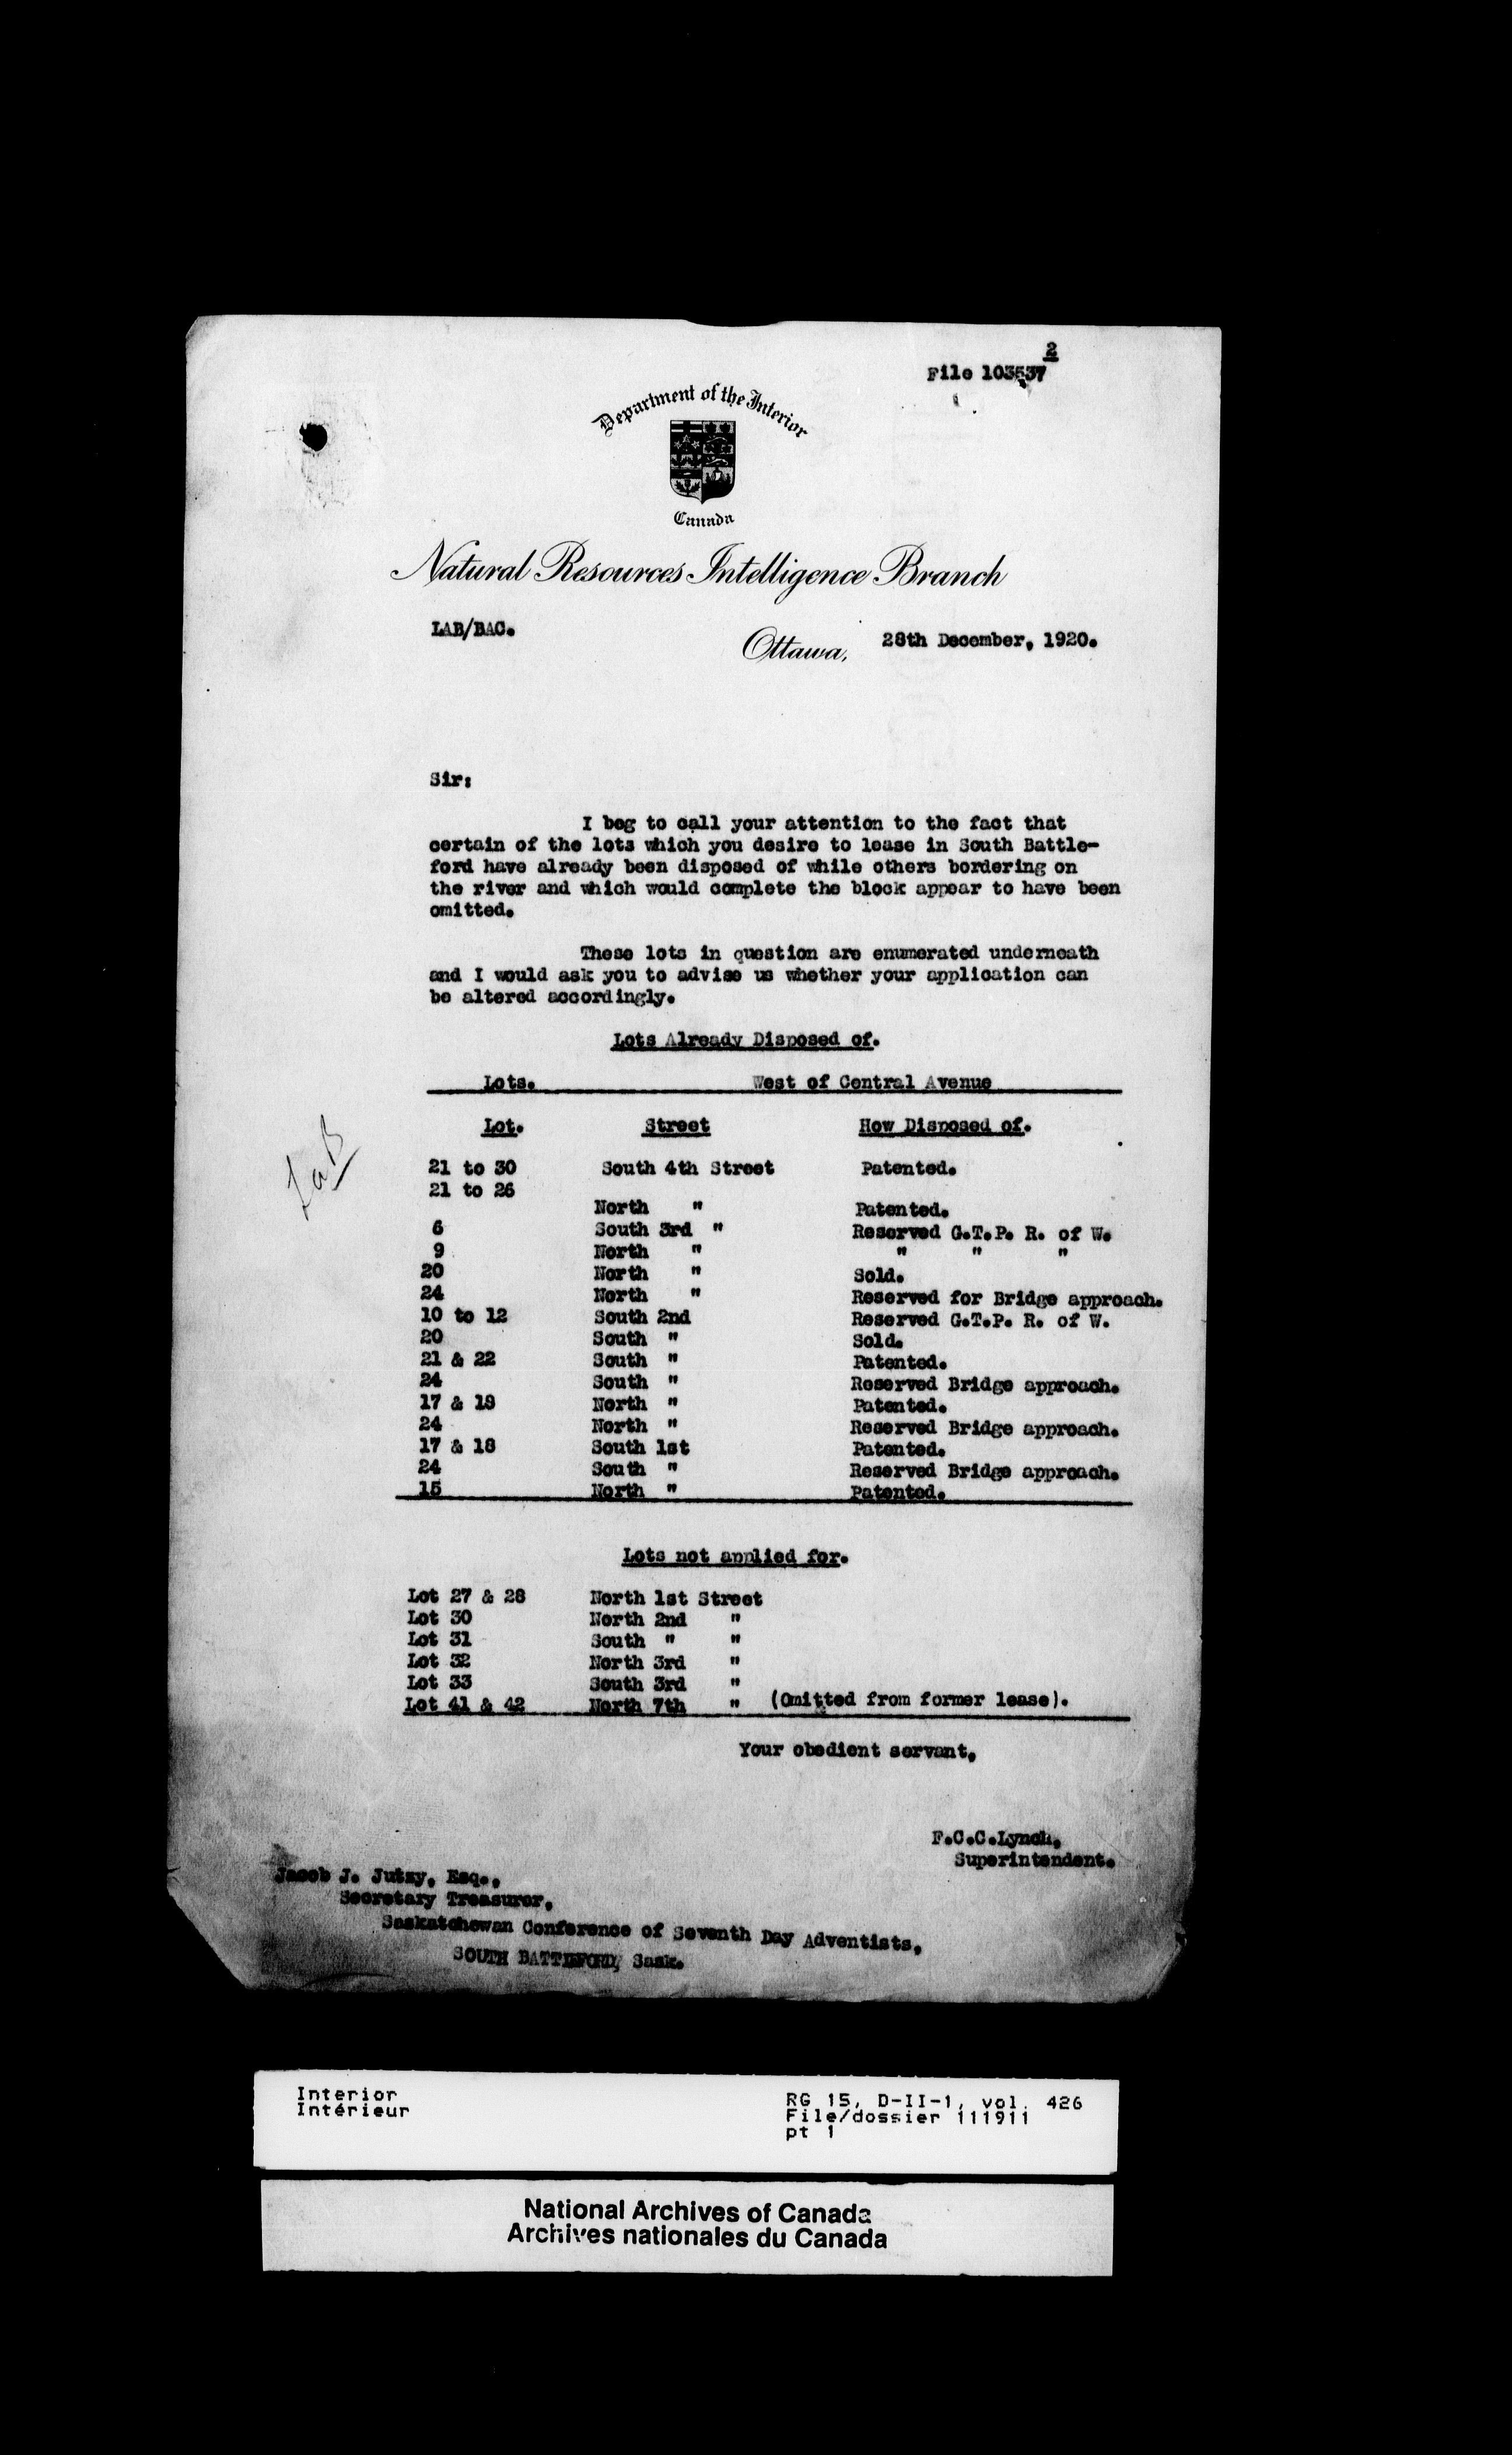 2
File 103537
Department of the Interior
Canada
Natural Resources Intelligence Branch
LAB/BAC.
Ottawa, 28th December, 1920.
Sir:
I beg to call your attention to the fact that
certain of the lots which you desire to lease in South Battle-
ford have already been disposed of while others bordering on
the river and which would complete the block appear to have been
omitted.
These lots in question are enumerated underneath
and I would ask you to advise us whether your application can
be altered accordingly.
Lots Already Disposed of.
Lots. West of Central Avenue
Lot. Street How Disposed of.
21 to 30 South 4th Street Patented.
21 to 26
North " Patented.
6 South 3rd " Reserved G.T.P. R. of W.
9 North " " " "
20 North " Sold.
24 North " Reserved for Bridge approach.
10 to 12 South 2nd Reserved G.T.P. R. of W.
20 South " Sold.
21 & 22 South " Patented.
24 South " Reserved Bridge approach.
17 & 18 North " Patented.
24 North " Reserved Bridge approach.
17 & 18 South 1st Patented.
24 South " Reserved Bridge approach.
15 North " Patented.
Lots not applied for.
Lot 27 & 28 North 1st Street
Lot 30 North 2nd "
Lot 31 South " "
Lot 32 North 3rd "
Lot 33 South 3rd "
Lot 41 & 42 North 7th " (Omitted from former lease).
LaB
Your obedient servant,
F.C.C.Lynch,
Superintendent.
Jacob J. Jutzy, Esq.,
Secretary Treasurer,
Saskatchewan Conference of Seventh Day Adventists,
SOUTH BATTLEFORD, Sask.
Interior
Intérieur
RG 15, D-II-1, vol. 426
File/dossier 111911
pt 1
National Archives of Canada
Archives nationales du Canada